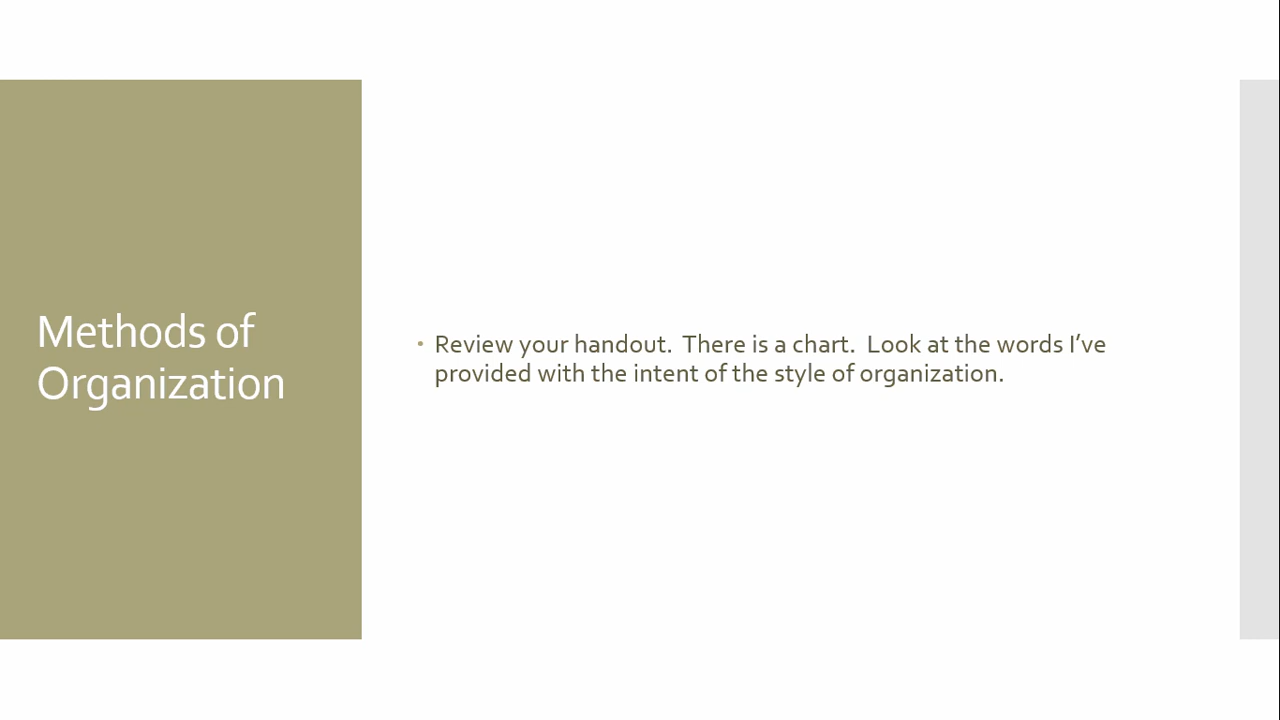 Methods of
Organization
• Review your handout.  There is a chart.  Look at the words I’ve
provided with the intent of the style of organization.